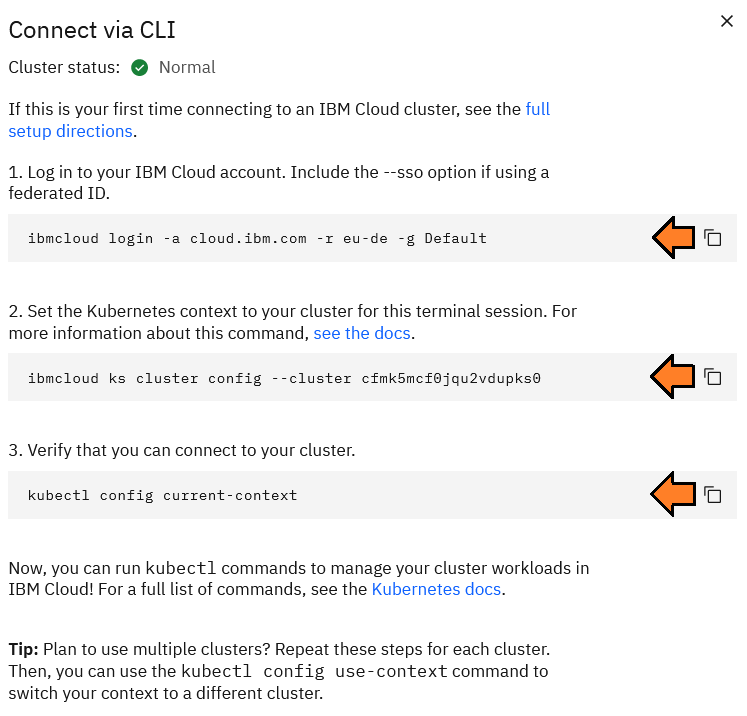 Connect via CLI
Cluster status: Normal
If this is your first time connecting to an IBM Cloud cluster, see the full
setup directions.
1. Log in to your IBM Cloud account. Include the --sso option if using a
federated ID.
ibmcloud login -a cloud.ibm.com -r eu-de -g Default
2. Set the Kubernetes context to your cluster for this terminal session. For
more information about this command, see the docs.
ibmcloud ks cluster config --cluster cfmk5mcf0jqu2vdupks0
3. Verify that you can connect to your cluster.
kubectl config current-context
Now, you can run kubectl commands to manage your cluster workloads in
IBM Cloud! For a full list of commands, see the Kubernetes docs.
Tip: Plan to use multiple clusters? Repeat these steps for each cluster.
Then, you can use the kubectl config use-context command to
switch your context to a different cluster.